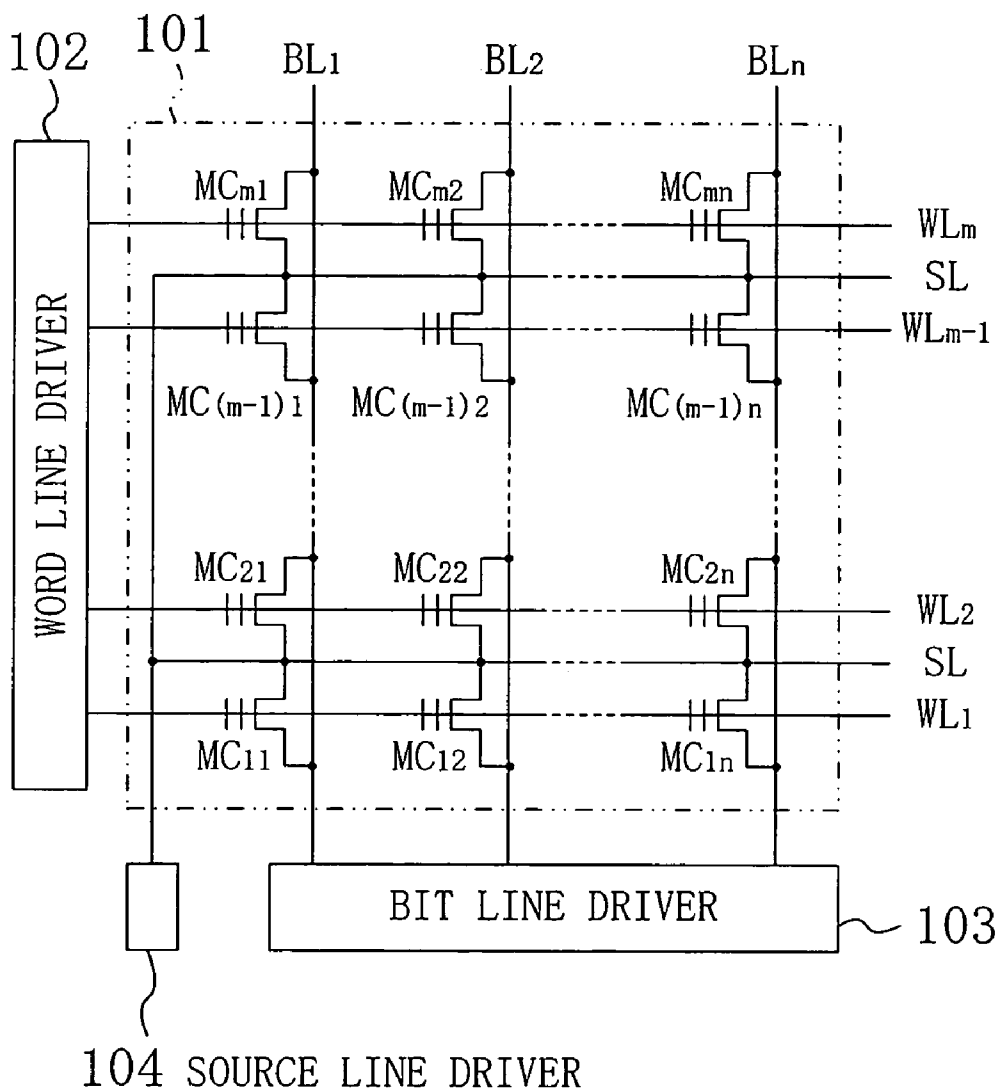 101
102
BL1 BL2 BLn
MCm1 MCm2 MCmn
WLm
SL
WLm-1
MC(m-1)1 MC(m-1)2 MC(m-1)n
WORD LINE DRIVER
MC21 MC22 MC2n
WL2
SL
WL1
MC11 MC12 MC1n
BIT LINE DRIVER
103
104 SOURCE LINE DRIVER